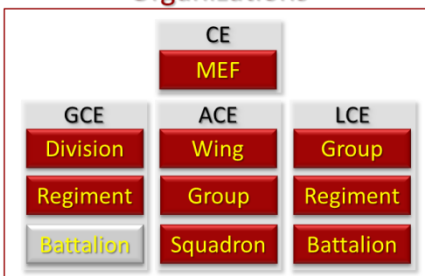 CE
MEF
GCE ACE LCE
Division Wing Group
Regiment Group Regiment
Battalion Squadron Battalion